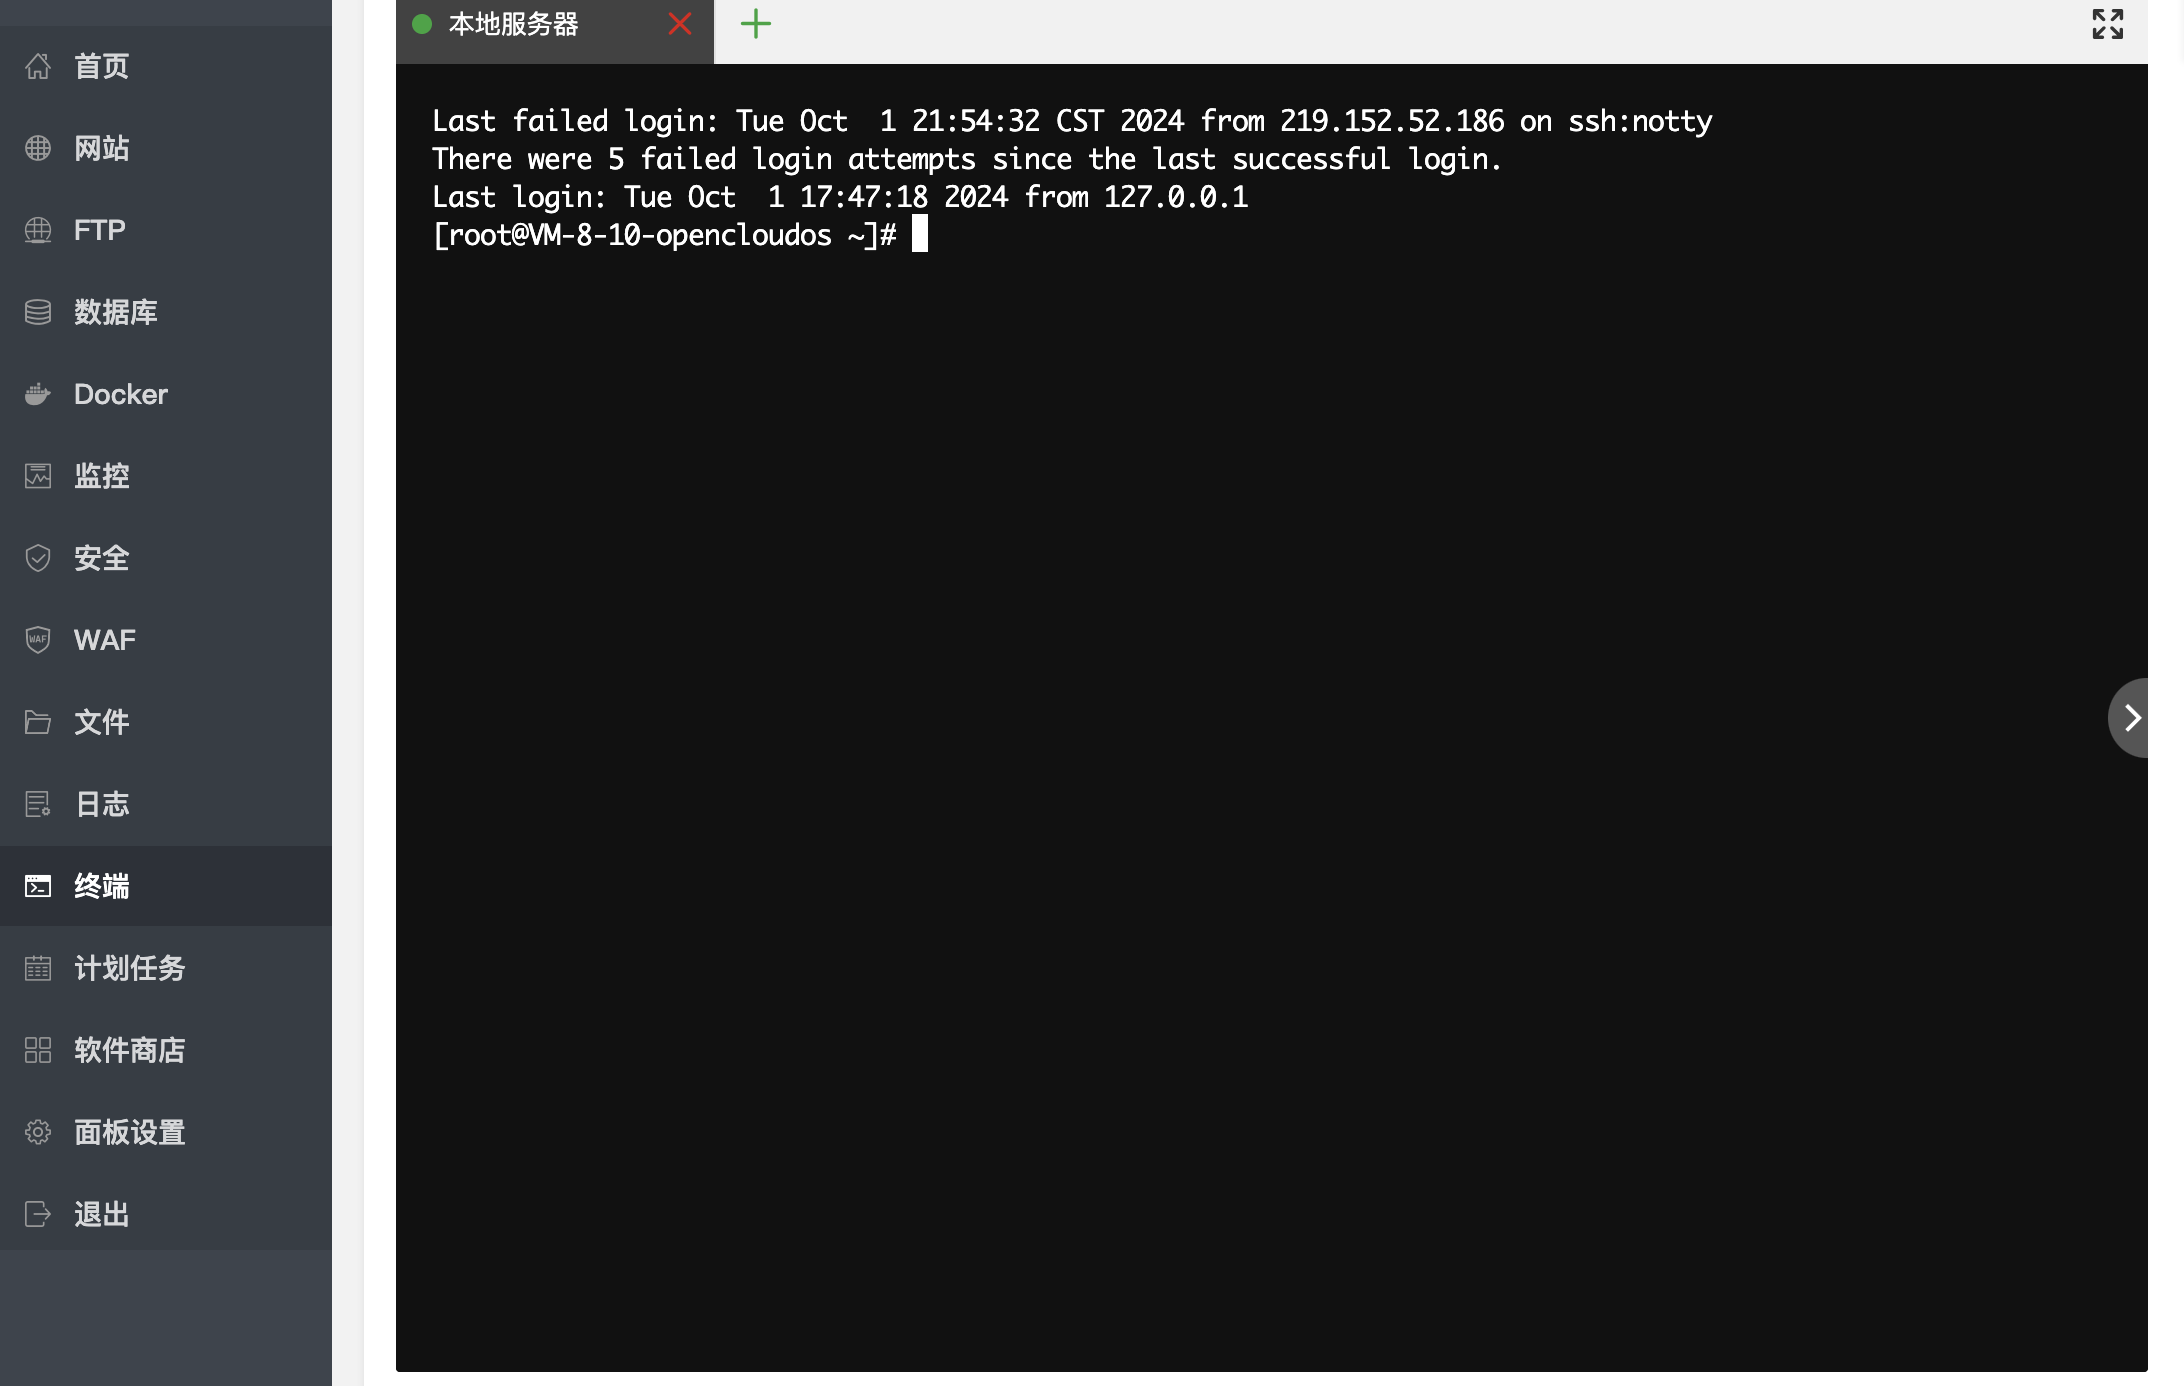 首页
网站
FTP
数据库
Docker
监控
安全
WAF
WAF
文件
日志
终端
计划任务
软件商店
面板设置
退出
本地服务器
Last failed login: Tue Oct  1 21:54:32 CST 2024 from 219.152.52.186 on ssh:notty
There were 5 failed login attempts since the last successful login.
Last login: Tue Oct  1 17:47:18 2024 from 127.0.0.1
[root@VM-8-10-opencloudos ~]#